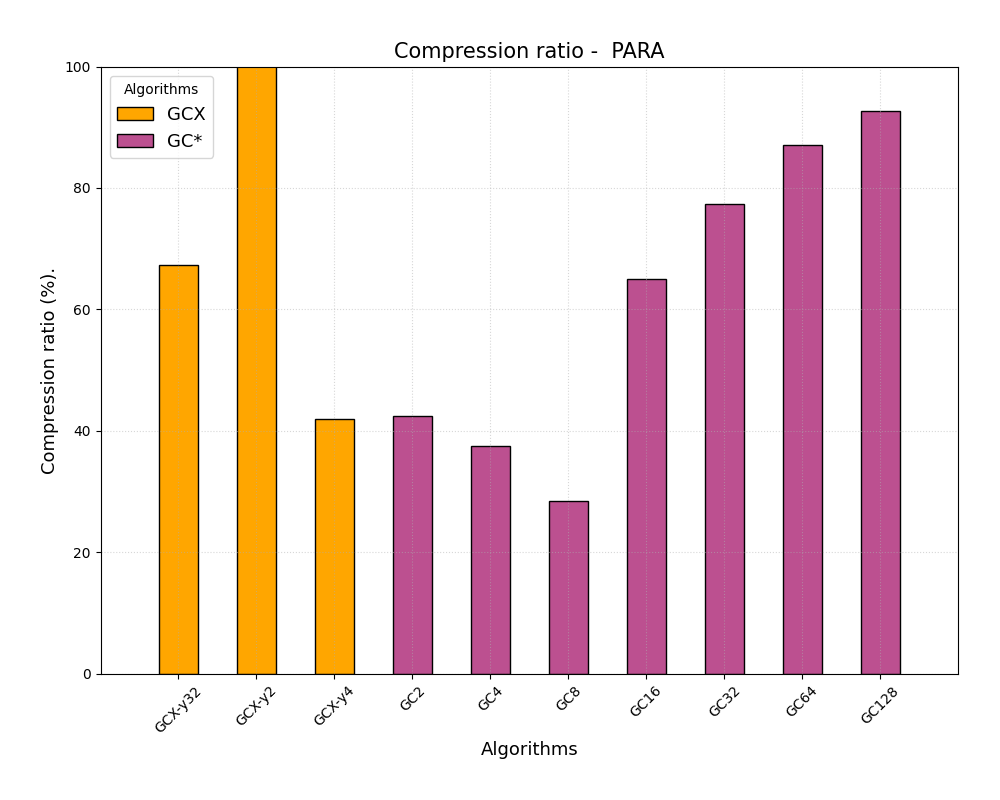 Compression ratio -  PARA
Algorithms
GCX
GC*
Compression ratio (%).
100
80
60
40
20
0
GCX-y32
GCX-y2
GCX-y4
GC2
GC4
GC8
GC16
GC32
GC64
GC128
Algorithms